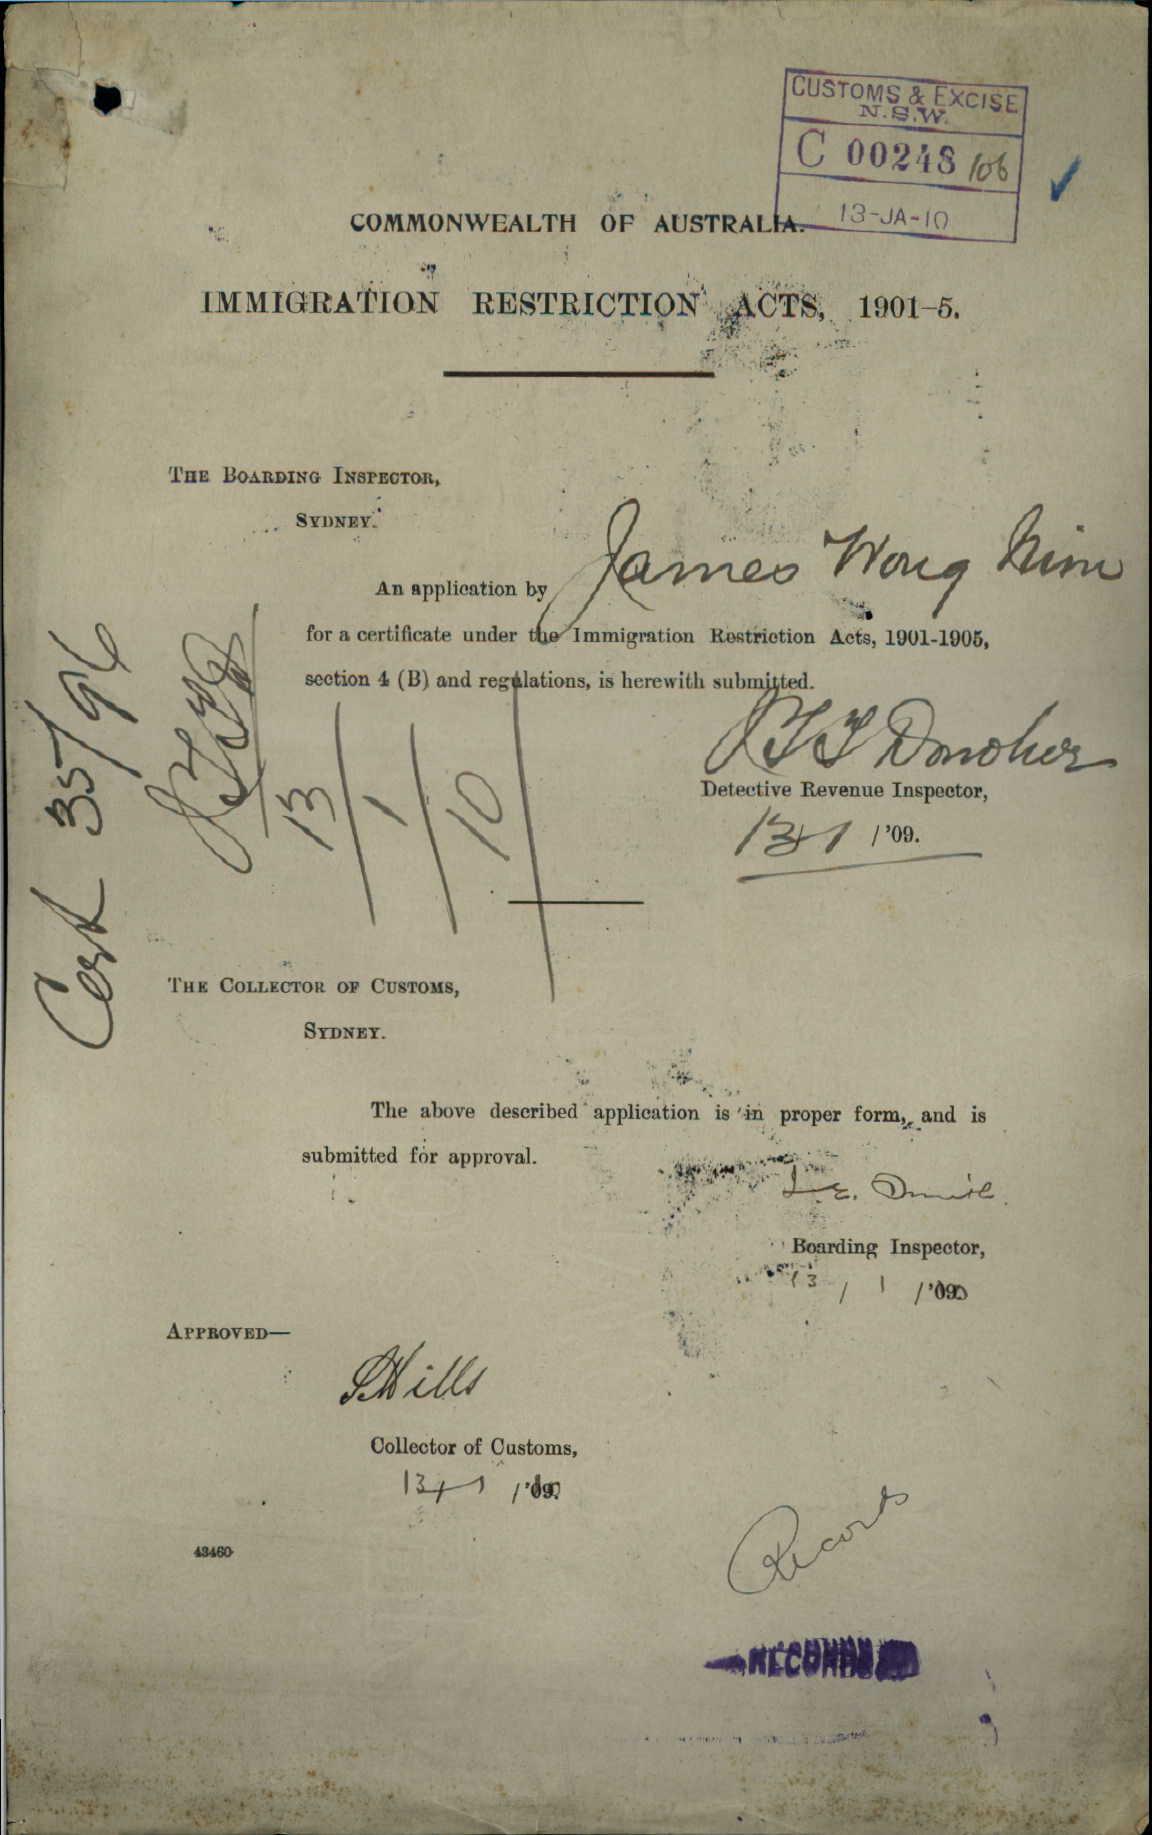 CUSTOMS & EXCISE
N.S.W.
C 00248 106
13-JA-10
COMMONWEALTH OF AUSTRALIA.
IMMIGRATION RESTRICTION ACTS, 1901-5.
THE BOARDING INSPECTOR,
SYDNEY.
An application by James Wong Nim
for a certificate under the Immigration Restriction Acts, 1901-1905,
section 4 (B) and regulations, is herewith submitted.
J T T Donohoe
Detective Revenue Inspector,
13/1 /'09.
Cert 357/96
13/1/10
THE COLLECTOR OF CUSTOMS,
SYDNEY.
The above described application is in proper form, and is
submitted for approval.
Boarding Inspector,
13 / 1 /'09
APPROVED—
S Mills
Collector of Customs,
13/1 /'09.
43460
Records